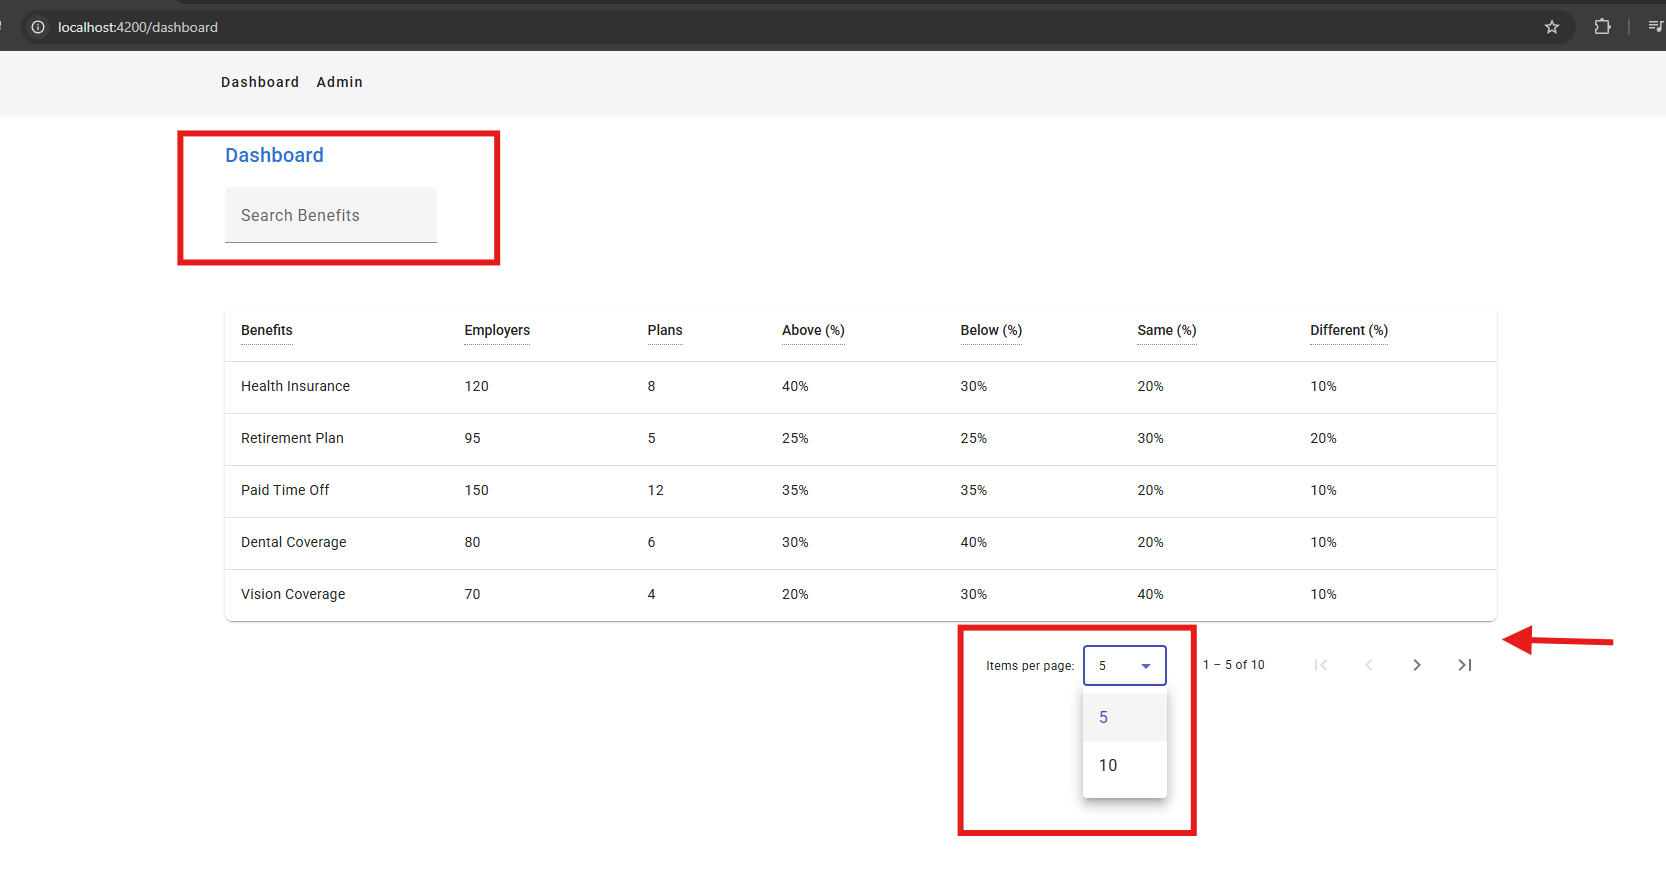 localhost:4200/dashboard
Dashboard Admin
Dashboard
Search Benefits
Benefits Employers Plans Above (%) Below (%) Same (%) Different (%)
Health Insurance 120 8 40% 30% 20% 10%
Retirement Plan 95 5 25% 25% 30% 20%
Paid Time Off 150 12 35% 35% 20% 10%
Dental Coverage 80 6 30% 40% 20% 10%
Vision Coverage 70 4 20% 30% 40% 10%
Items per page: 5 1 – 5 of 10
5
10